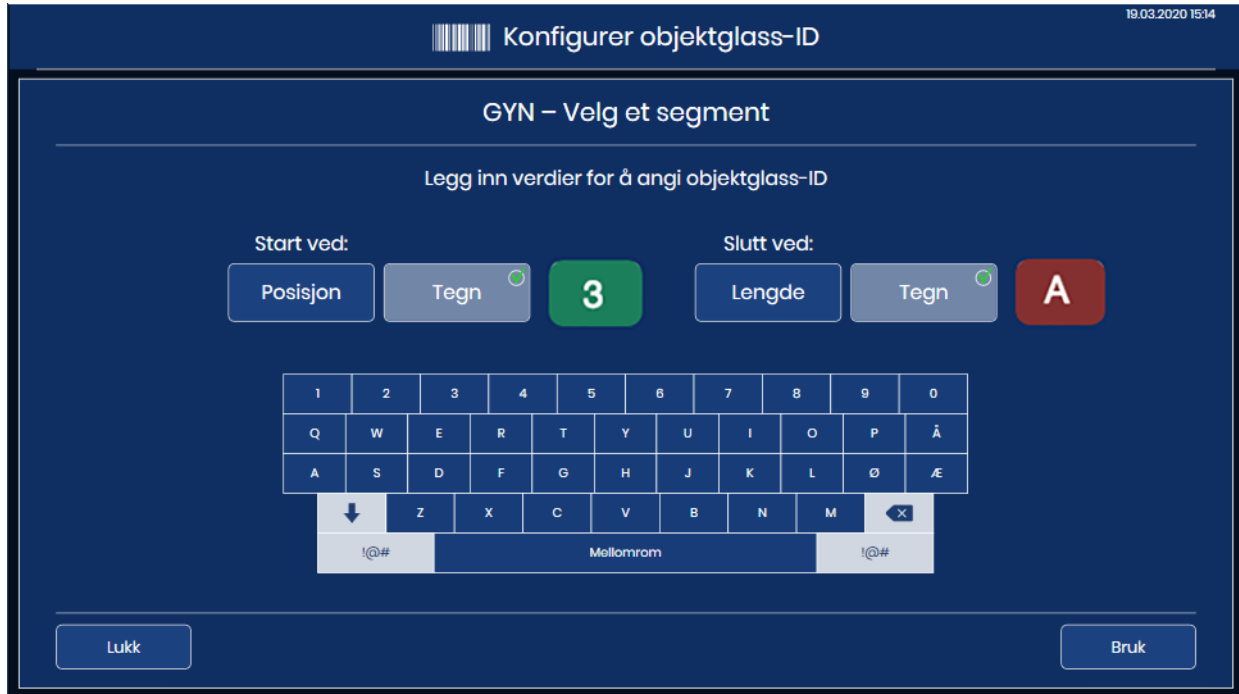 19.03.2020 15:14
Konfigurer objektglass-ID
GYN – Velg et segment
Legg inn verdier for å angi objektglass-ID
Start ved: Slutt ved:
Posisjon Tegn 3 Lengde Tegn A
1 2 3 4 5 6 7 8 9 0
Q W E R T Y U I O P Å
A S D F G H J K L Ø Æ
Z X C V B N M
!@# Mellomrom !@#
Lukk Bruk